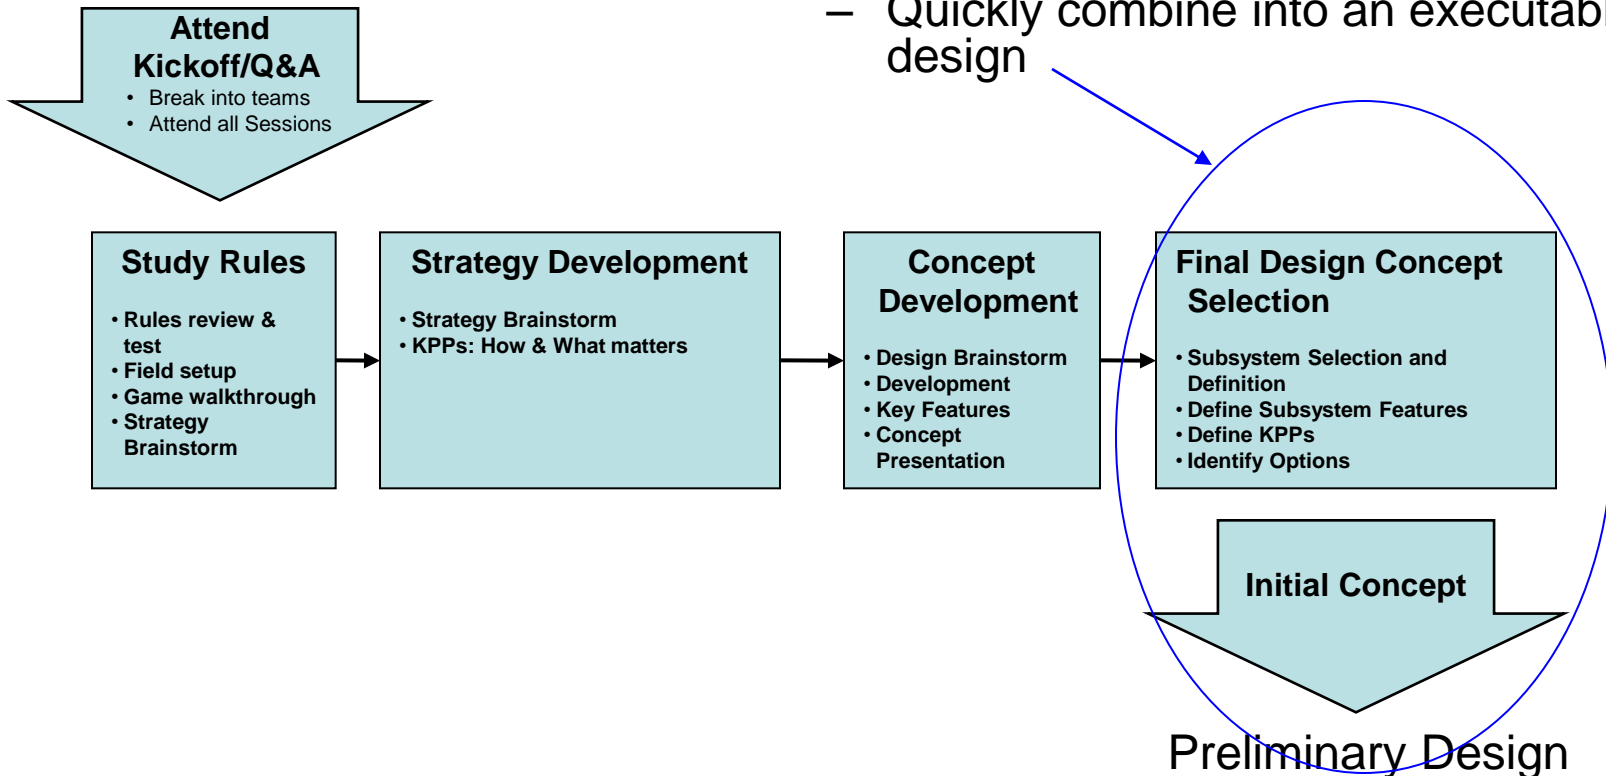 – Quickly combine into an executabl
design
Attend
Kickoff/Q&A
• Break into teams
• Attend all Sessions
Study Rules
• Rules review &
test
• Field setup
• Game walkthrough
• Strategy
Brainstorm
Strategy Development
• Strategy Brainstorm
• KPPs: How & What matters
Concept
Development
• Design Brainstorm
• Development
• Key Features
• Concept
Presentation
Final Design Concept
Selection
• Subsystem Selection and
Definition
• Define Subsystem Features
• Define KPPs
• Identify Options
Initial Concept
Preliminary Design